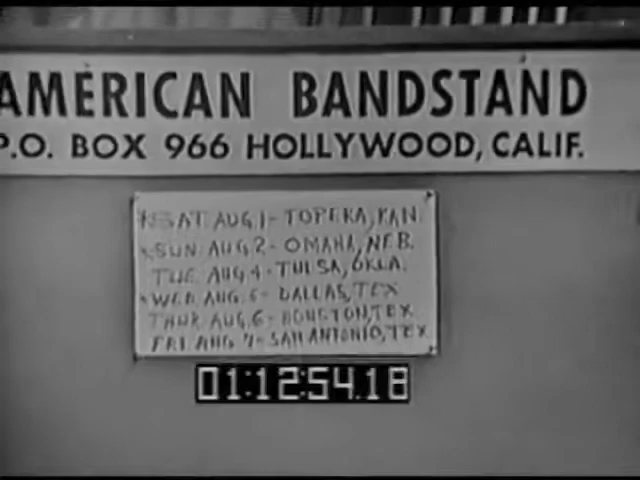 AMERICAN BANDSTAND
P.O. BOX 966 HOLLYWOOD, CALIF.
SAT AUG 1- TOPEKA, KAN.
SUN AUG 2- OMAHA, NEB.
TUE AUG 4- TULSA, OKLA.
WED AUG. 5- DALLAS, TEX
THUR AUG. 6- HOUSTON, TEX.
FRI AUG 7- SAN ANTONIO, TEX
01:12:54.18